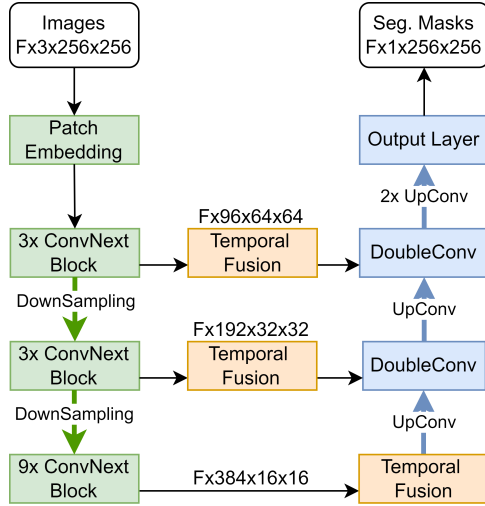 Images
Fx3x256x256
Seg. Masks
Fx1x256x256
Patch
Embedding
Output Layer
2x UpConv
Fx96x64x64
3x ConvNext
Block
Temporal
Fusion
DoubleConv
DownSampling
UpConv
Fx192x32x32
3x ConvNext
Block
Temporal
Fusion
DoubleConv
DownSampling
UpConv
9x ConvNext
Block
Fx384x16x16
Temporal
Fusion